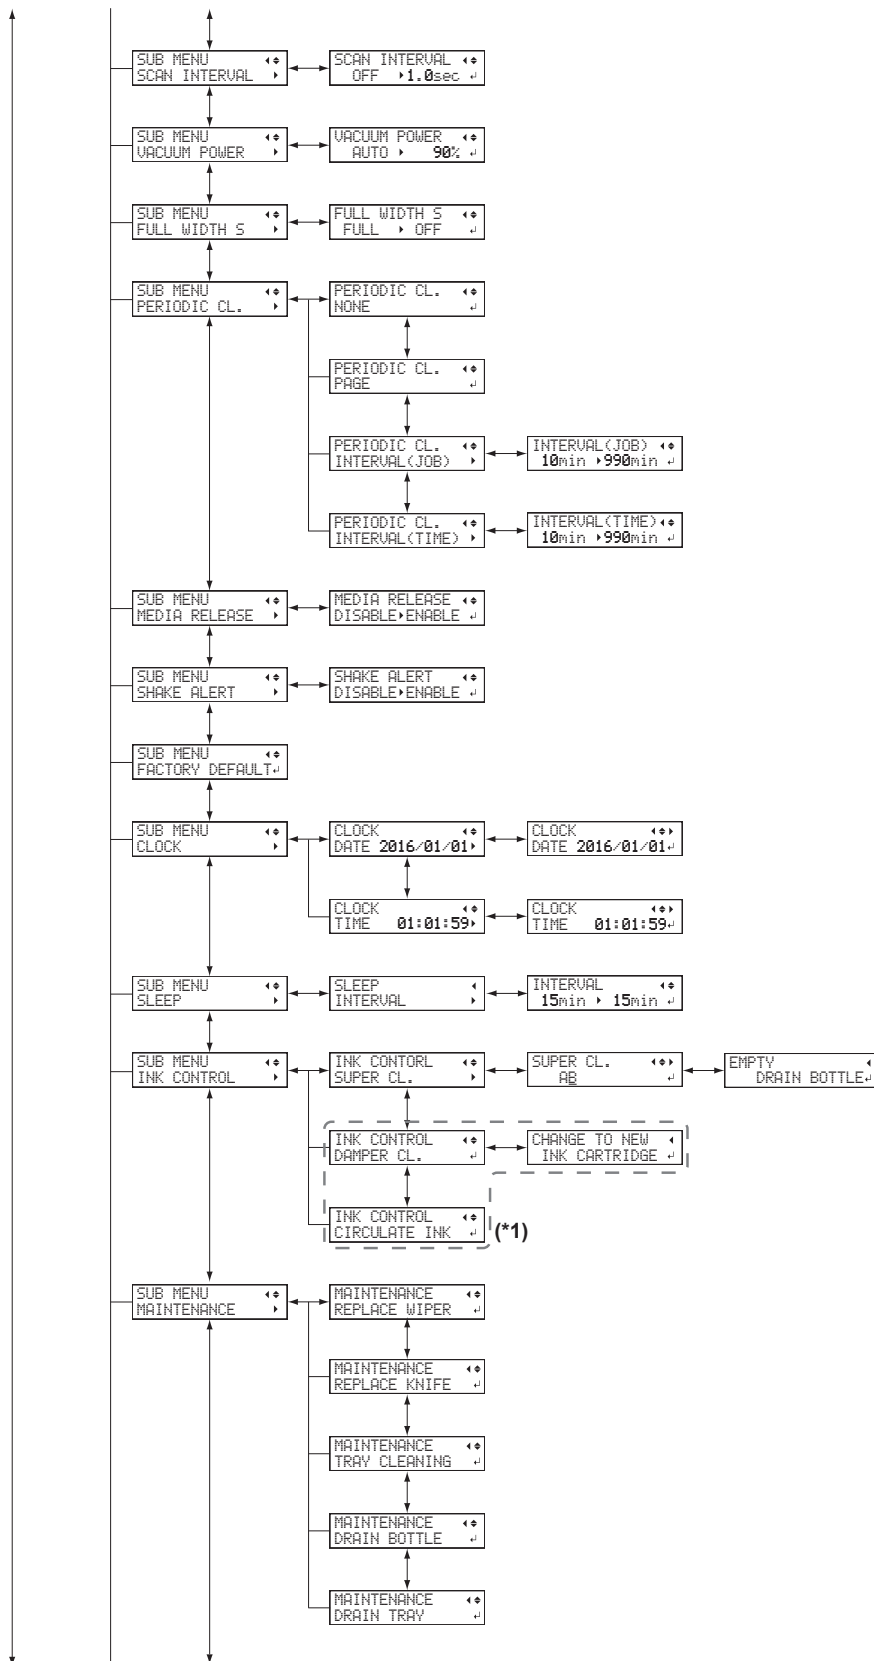 SUB MENU
SCAN INTERVAL
SCAN INTERVAL
OFF 1.0sec
SUB MENU
VACUUM POWER
VACUUM POWER
AUTO 90%
SUB MENU
FULL WIDTH S
FULL WIDTH S
FULL OFF
SUB MENU
PERIODIC CL.
PERIODIC CL.
NONE
PERIODIC CL.
PAGE
PERIODIC CL.
INTERVAL(JOB)
INTERVAL(JOB)
10min 990min
PERIODIC CL.
INTERVAL(TIME)
INTERVAL(TIME)
10min 990min
SUB MENU
MEDIA RELEASE
MEDIA RELEASE
DISABLE ENABLE
SUB MENU
SHAKE ALERT
SHAKE ALERT
DISABLE ENABLE
SUB MENU
FACTORY DEFAULT
SUB MENU
CLOCK
CLOCK
DATE 2016/01/01
CLOCK
DATE 2016/01/01
CLOCK
TIME 01:01:59
CLOCK
TIME 01:01:59
SUB MENU
SLEEP
SLEEP
INTERVAL
INTERVAL
15min 15min
SUB MENU
INK CONTROL
INK CONTORL
SUPER CL.
SUPER CL.
AB
EMPTY
DRAIN BOTTLE
INK CONTROL
DAMPER CL.
CHANGE TO NEW
INK CARTRIDGE
INK CONTROL
CIRCULATE INK
(*1)
SUB MENU
MAINTENANCE
MAINTENANCE
REPLACE WIPER
MAINTENANCE
REPLACE KNIFE
MAINTENANCE
TRAY CLEANING
MAINTENANCE
DRAIN BOTTLE
MAINTENANCE
DRAIN TRAY